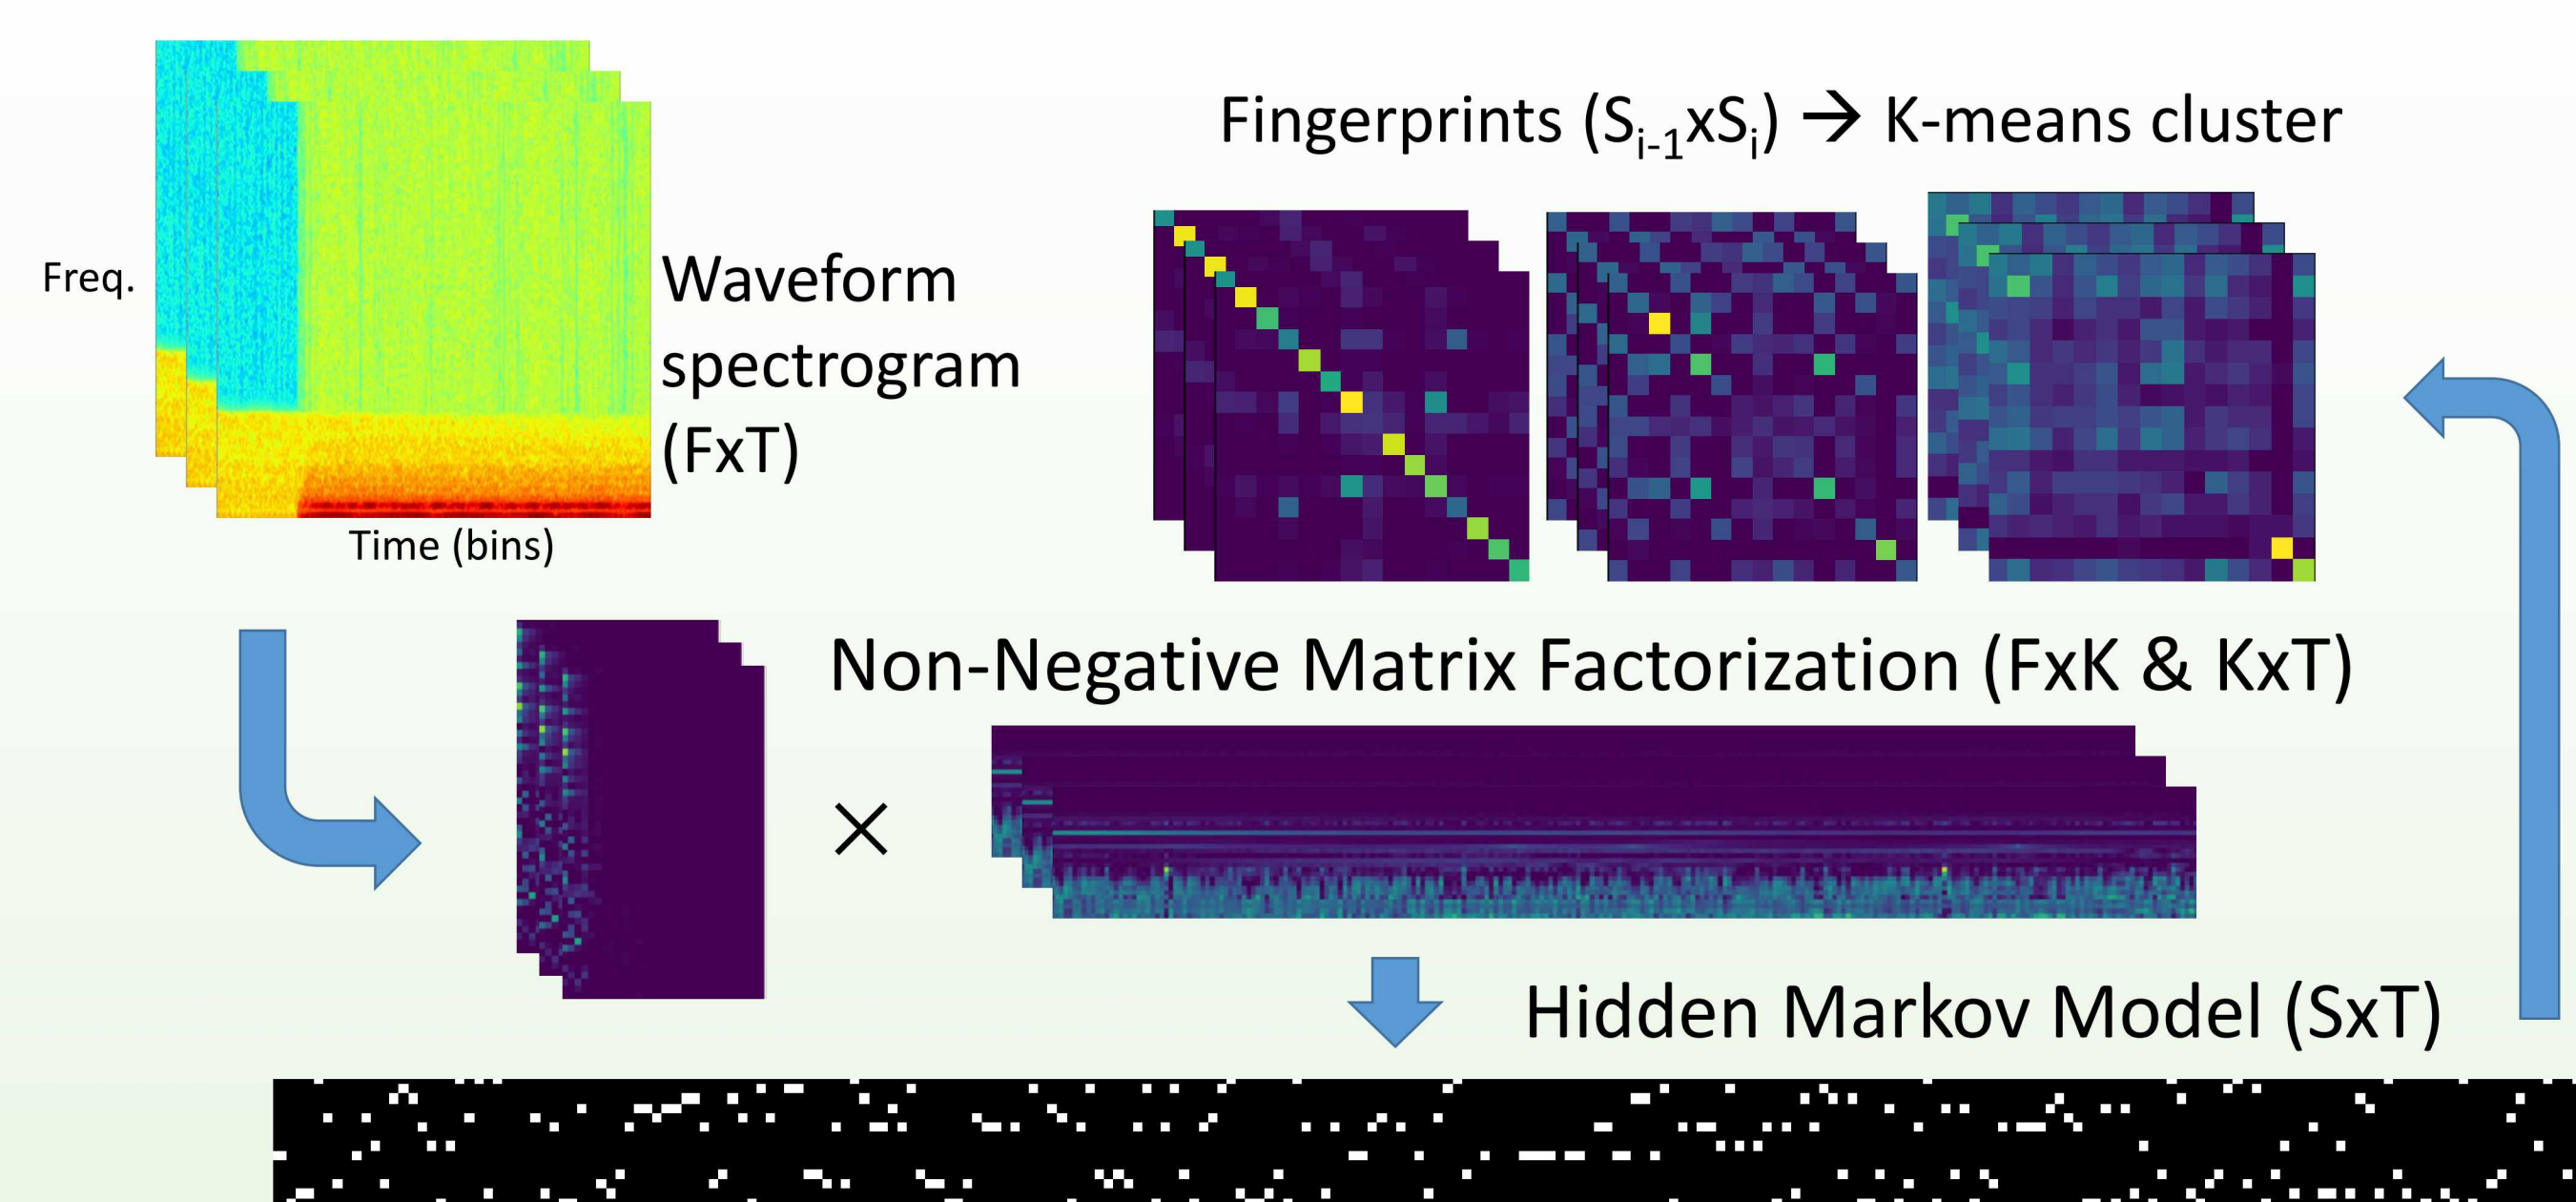 Freq.
Waveform
spectrogram
(FxT)
Time (bins)
Fingerprints (Sᵢ₋₁xSᵢ) → K-means cluster
Non-Negative Matrix Factorization (FxK & KxT)
×
Hidden Markov Model (SxT)